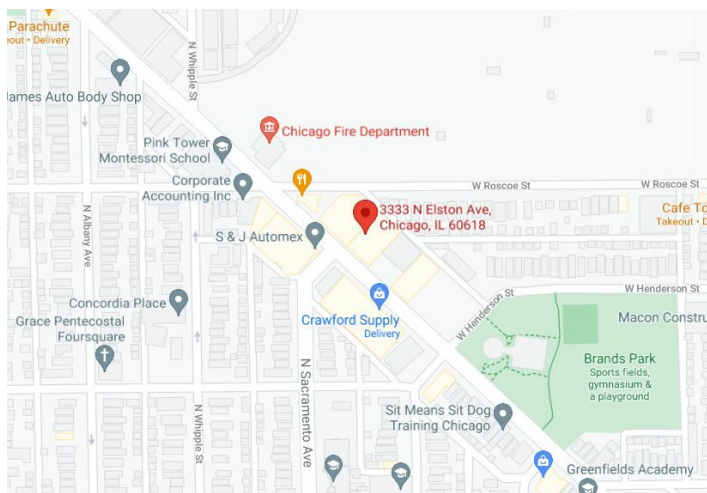 Parachute
eout • Delivery
N Whipple St
James Auto Body Shop
Chicago Fire Department
Pink Tower
Montessori School
Corporate
Accounting Inc
W Roscoe St
W Roscoe St
3333 N Elston Ave,
Chicago, IL 60618
Cafe To
Takeout • D
N Albany Ave
S & J Automex
W Henderson St
Concordia Place
Crawford Supply
Delivery
W Henderson St
Macon Constru
Grace Pentecostal
Foursquare
Brands Park
Sports fields,
gymnasium &
a playground
N Sacramento Ave
N Whipple St
Sit Means Sit Dog
Training Chicago
Greenfields Academy